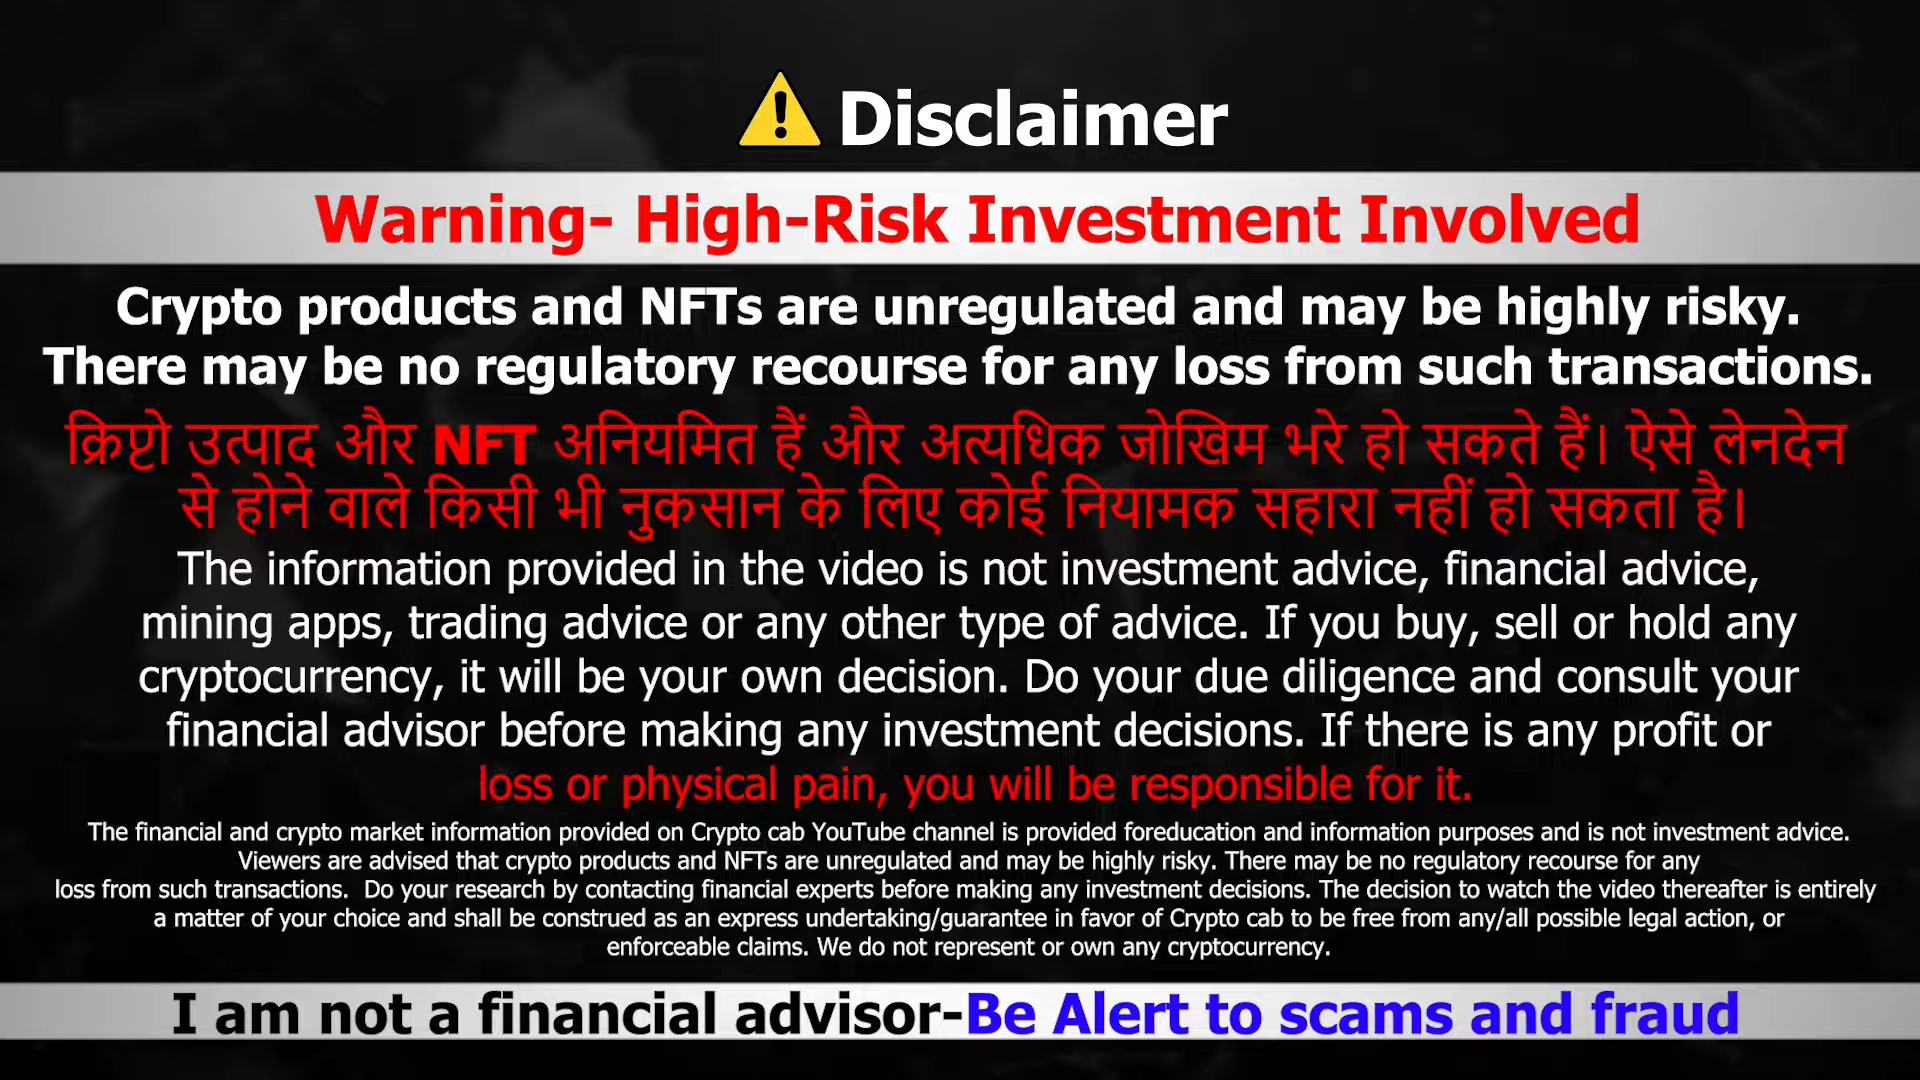 ⚠ Disclaimer
Warning- High-Risk Investment Involved
Crypto products and NFTs are unregulated and may be highly risky.
There may be no regulatory recourse for any loss from such transactions.
क्रिप्टो उत्पाद और NFT अनियमित हैं और अत्यधिक जोखिम भरे हो सकते हैं। ऐसे लेनदेन
से होने वाले किसी भी नुकसान के लिए कोई नियामक सहारा नहीं हो सकता है।
The information provided in the video is not investment advice, financial advice,
mining apps, trading advice or any other type of advice. If you buy, sell or hold any
cryptocurrency, it will be your own decision. Do your due diligence and consult your
financial advisor before making any investment decisions. If there is any profit or
loss or physical pain, you will be responsible for it.
The financial and crypto market information provided on Crypto cab YouTube channel is provided foreducation and information purposes and is not investment advice.
Viewers are advised that crypto products and NFTs are unregulated and may be highly risky. There may be no regulatory recourse for any
loss from such transactions.  Do your research by contacting financial experts before making any investment decisions. The decision to watch the video thereafter is entirely
a matter of your choice and shall be construed as an express undertaking/guarantee in favor of Crypto cab to be free from any/all possible legal action, or
enforceable claims. We do not represent or own any cryptocurrency.
I am not a financial advisor-Be Alert to scams and fraud